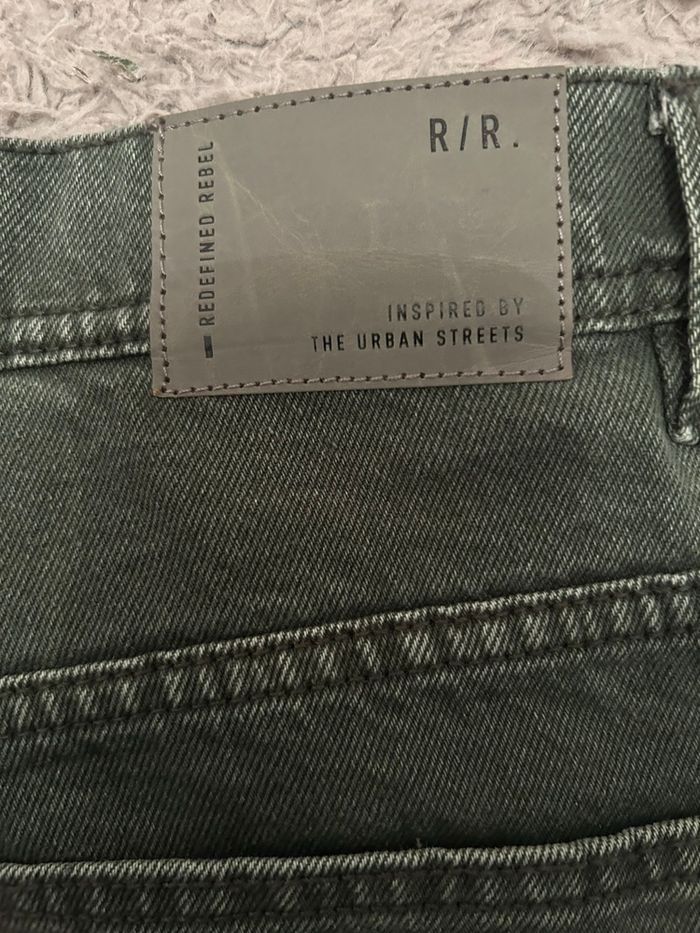 R/R.
REDEFINED REBEL
INSPIRED BY
THE URBAN STREETS